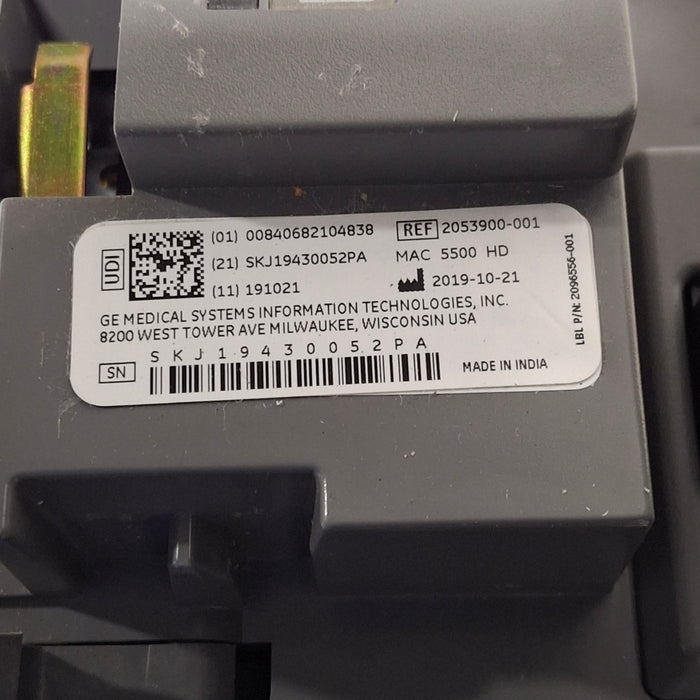 UDI
(01) 00840682104838
(21) SKJ19430052PA
(11) 191021
REF 2053900-001
MAC 5500 HD
2019-10-21
GE MEDICAL SYSTEMS INFORMATION TECHNOLOGIES, INC.
8200 WEST TOWER AVE MILWAUKEE, WISCONSIN USA
SKJ19430052PA
SN
MADE IN INDIA
LBL P/N: 2096556-001